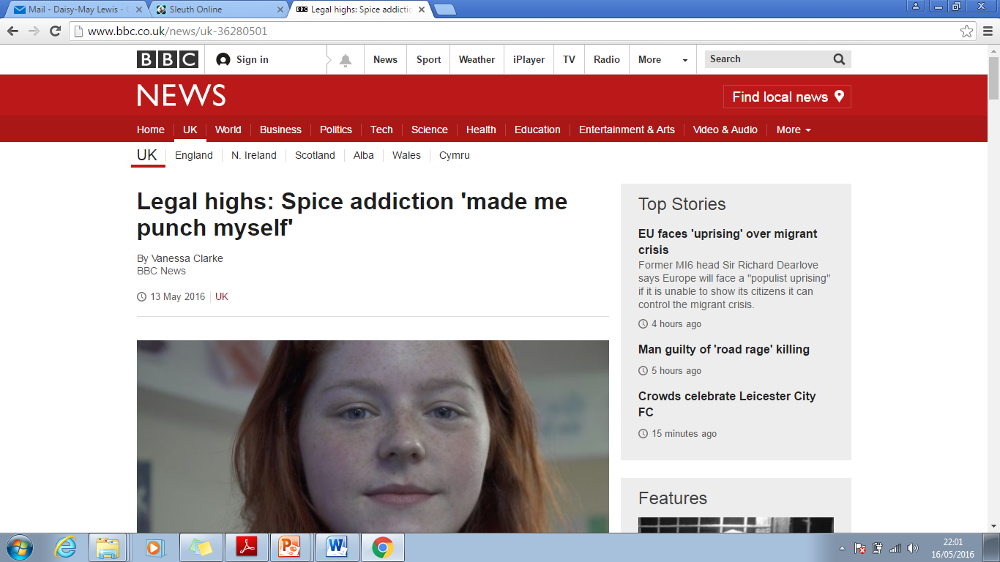 Mail - Daisy-May Lewis - 
Sleuth Online
BBC Legal highs: Spice addictic
www.bbc.co.uk/news/uk-36280501
BBC Sign in News Sport Weather iPlayer TV Radio More Search
NEWS
Find local news
Home UK World Business Politics Tech Science Health Education Entertainment & Arts Video & Audio More
UK England N. Ireland Scotland Alba Wales Cymru
Legal highs: Spice addiction 'made me
punch myself'
By Vanessa Clarke
BBC News
13 May 2016 UK
Top Stories
EU faces 'uprising' over migrant
crisis
Former MI6 head Sir Richard Dearlove
says Europe will face a "populist uprising"
if it is unable to show its citizens it can
control the migrant crisis.
4 hours ago
Man guilty of 'road rage' killing
5 hours ago
Crowds celebrate Leicester City
FC
15 minutes ago
Features
22:01
16/05/2016